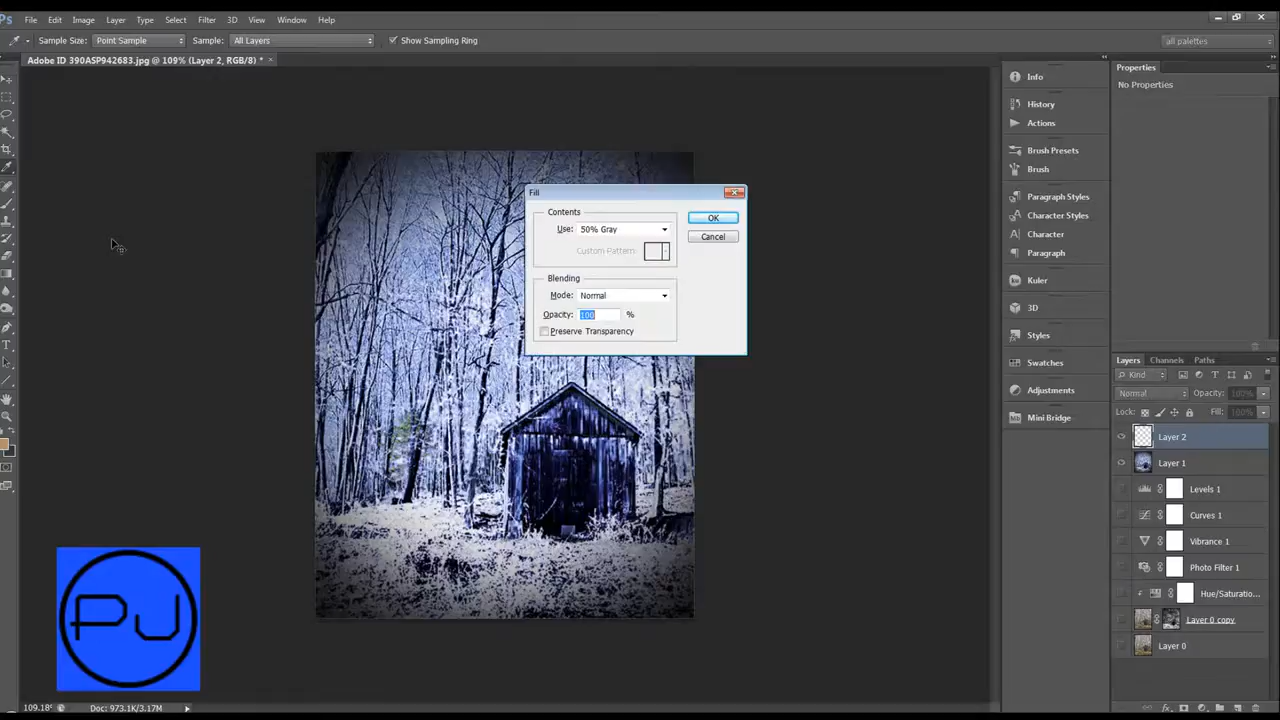 Ps File Edit Image Layer Type Select Filter 3D View Window Help
Sample Size: Point Sample Sample: All Layers Show Sampling Ring all palettes
Adobe ID 390ASP942683.jpg @ 109% (Layer 2, RGB/8) * ×
Properties
No Properties
Info
History
Actions
Brush Presets
Brush
Paragraph Styles
Character Styles
Character
Paragraph
Kuler
3D
Styles
Swatches
Adjustments
Mini Bridge
Fill
Contents
Use: 50% Gray
Custom Pattern:
OK
Cancel
Blending
Mode: Normal
Opacity: 100 %
Preserve Transparency
Layers Channels Paths
Kind
Normal Opacity: 100%
Lock: Fill: 100%
Layer 2
Layer 1
Levels 1
Curves 1
Vibrance 1
Photo Filter 1
Hue/Saturatio...
Layer 0 copy
Layer 0
PJ
109.18% Doc: 973.1K/3.17M